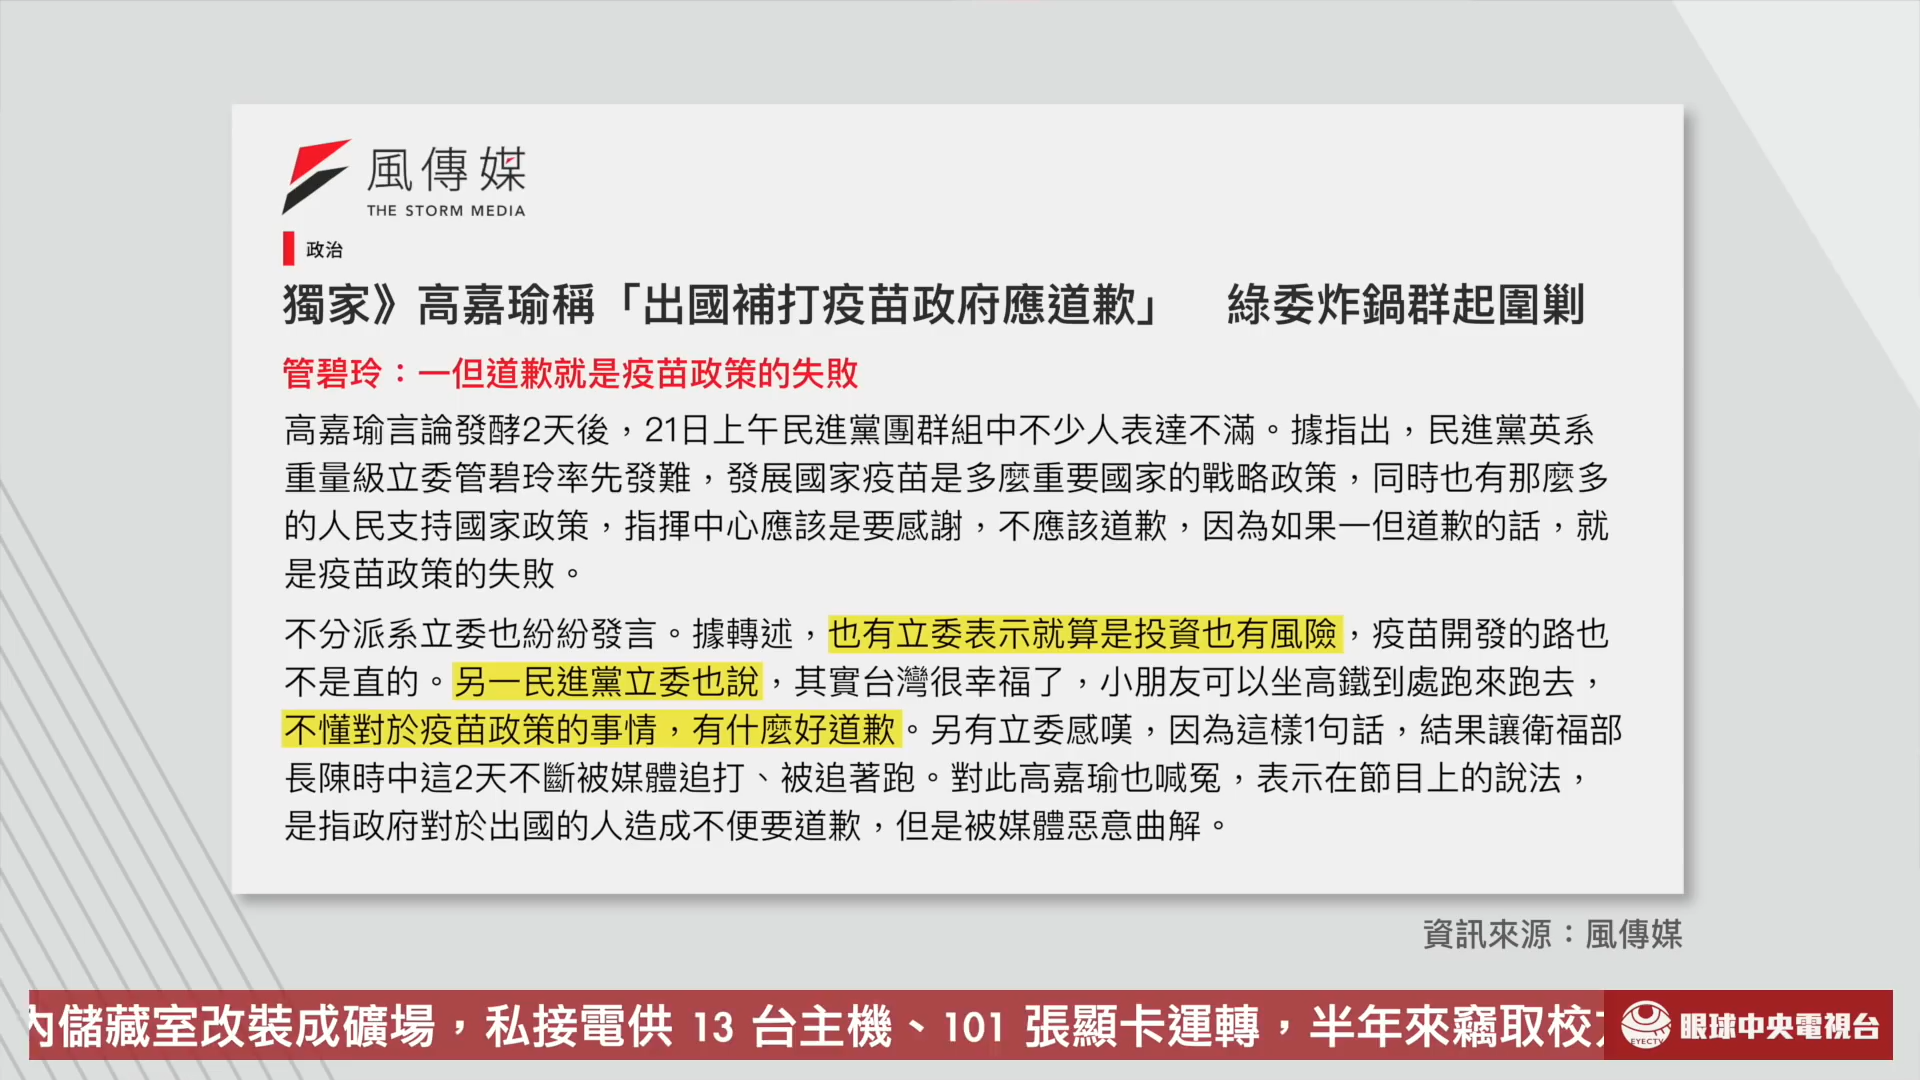 風傳媒
THE STORM MEDIA
政治
獨家》高嘉瑜稱「出國補打疫苗政府應道歉」 綠委炸鍋群起圍剿
管碧玲：一但道歉就是疫苗政策的失敗
高嘉瑜言論發酵2天後，21日上午民進黨團群組中不少人表達不滿。據指出，民進黨英系
重量級立委管碧玲率先發難，發展國家疫苗是多麼重要國家的戰略政策，同時也有那麼多
的人民支持國家政策，指揮中心應該是要感謝，不應該道歉，因為如果一但道歉的話，就
是疫苗政策的失敗。
不分派系立委也紛紛發言。據轉述，也有立委表示就算是投資也有風險，疫苗開發的路也
不是直的。另一民進黨立委也說，其實台灣很幸福了，小朋友可以坐高鐵到處跑來跑去，
不懂對於疫苗政策的事情，有什麼好道歉。另有立委感嘆，因為這樣1句話，結果讓衛福部
長陳時中這2天不斷被媒體追打、被追著跑。對此高嘉瑜也喊冤，表示在節目上的說法，
是指政府對於出國的人造成不便要道歉，但是被媒體惡意曲解。
資訊來源：風傳媒
內儲藏室改裝成礦場，私接電供 13 台主機、101 張顯卡運轉，半年來竊取校
EYECTV
眼球中央電視台